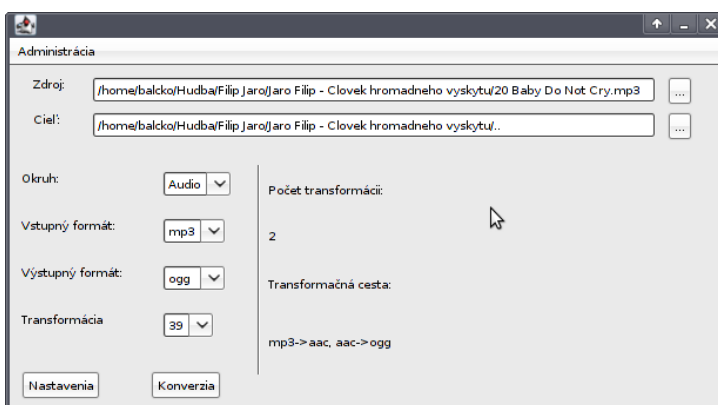 Administrácia
Zdroj: /home/balcko/Hudba/Filip Jaro/Jaro Filip - Clovek hromadneho vyskytu/20 Baby Do Not Cry.mp3 ...
Cieľ: /home/balcko/Hudba/Filip Jaro/Jaro Filip - Clovek hromadneho vyskytu/.. ...
Okruh: Audio
Vstupný formát: mp3
Výstupný formát: ogg
Transformácia 39
Nastavenia Konverzia
Počet transformácii:
2
Transformačná cesta:
mp3->aac, aac->ogg